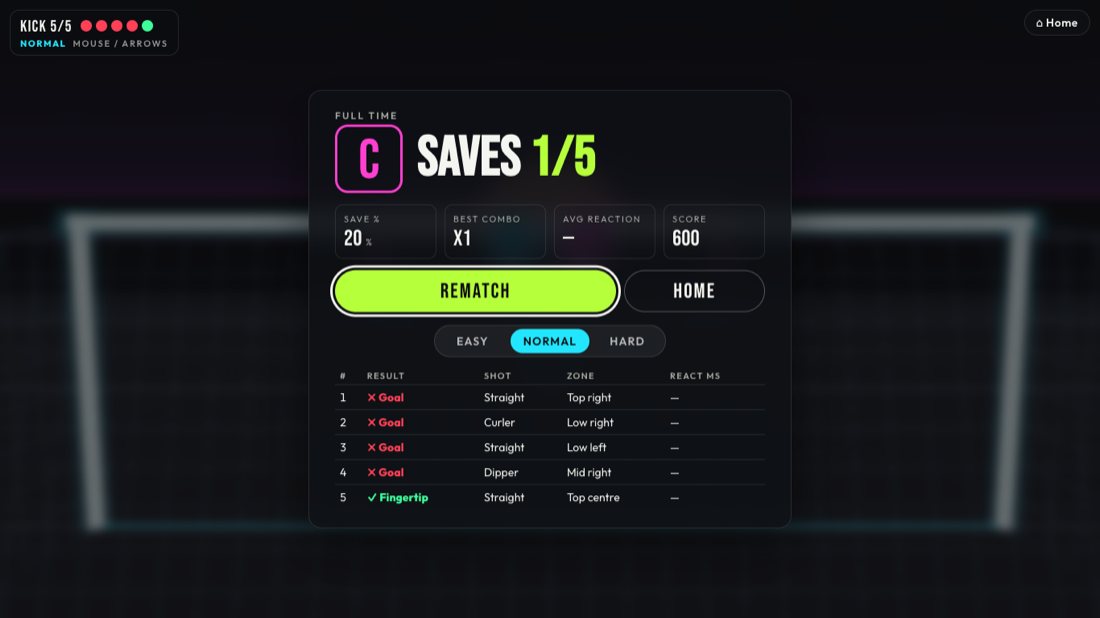 KICK 5/5
NORMAL MOUSE / ARROWS
⌂ Home
FULL TIME
C SAVES 1/5
SAVE % BEST COMBO AVG REACTION SCORE
20 % X1 — 600
REMATCH HOME
EASY NORMAL HARD
# RESULT SHOT ZONE REACT MS
1 ✕ Goal Straight Top right —
2 ✕ Goal Curler Low right —
3 ✕ Goal Straight Low left —
4 ✕ Goal Dipper Mid right —
5 ✓ Fingertip Straight Top centre —